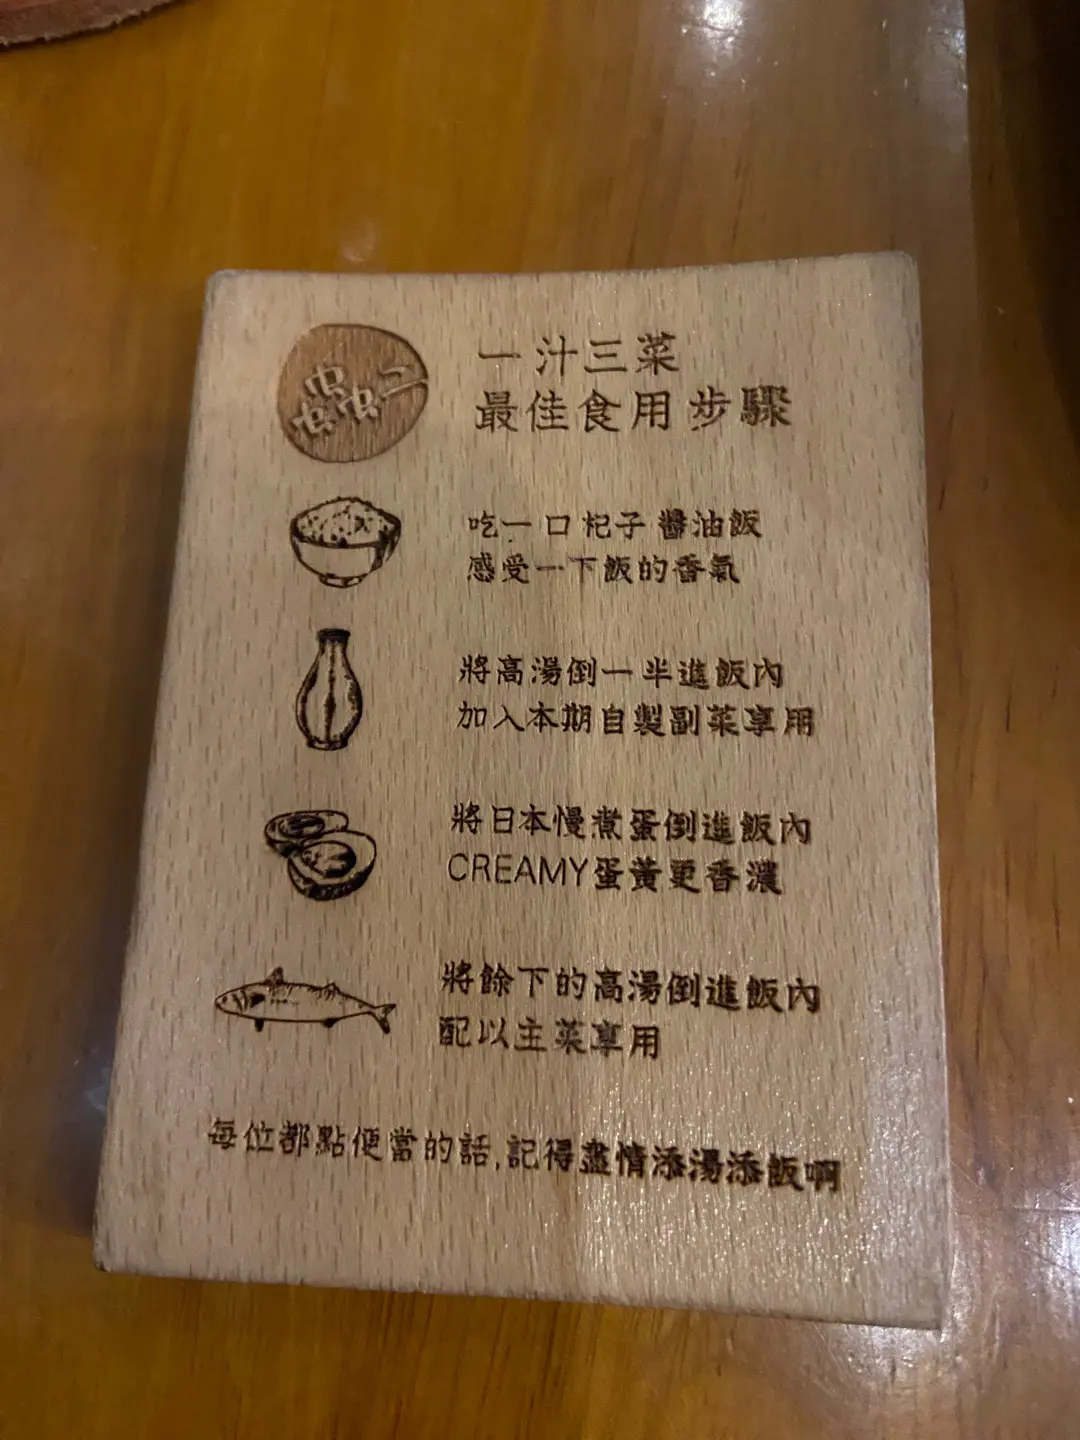 蟲二
一汁三菜
最佳食用步驟
吃一口杞子醬油飯
感受一下飯的香氣
將高湯倒一半進飯內
加入本期自製副菜享用
將日本慢煮蛋倒進飯內
CREAMY蛋黃更香濃
將餘下的高湯倒進飯內
配以主菜享用
每位都點便當的話,記得盡情添湯添飯啊